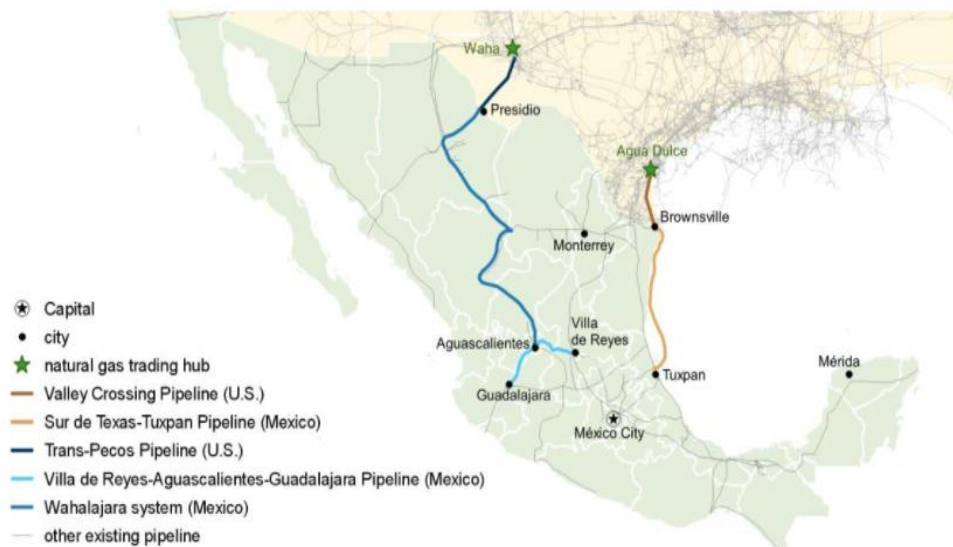 Waha
Presidio
Agua Dulce
Brownsville
Monterrey
Villa
de Reyes
Aguascalientes
Guadalajara
Tuxpan
Mérida
México City
Capital
city
natural gas trading hub
Valley Crossing Pipeline (U.S.)
Sur de Texas-Tuxpan Pipeline (Mexico)
Trans-Pecos Pipeline (U.S.)
Villa de Reyes-Aguascalientes-Guadalajara Pipeline (Mexico)
Wahalajara system (Mexico)
other existing pipeline